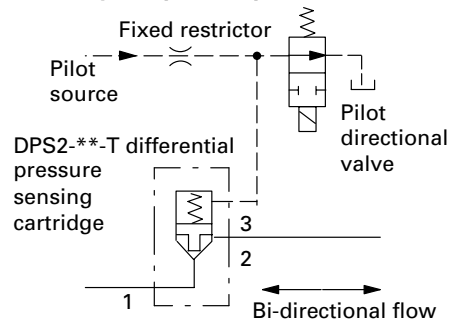 Fixed restrictor
Pilot
source
Pilot
directional
valve
DPS2-**-T differential
pressure
sensing
cartridge
3
2
1
Bi-directional flow